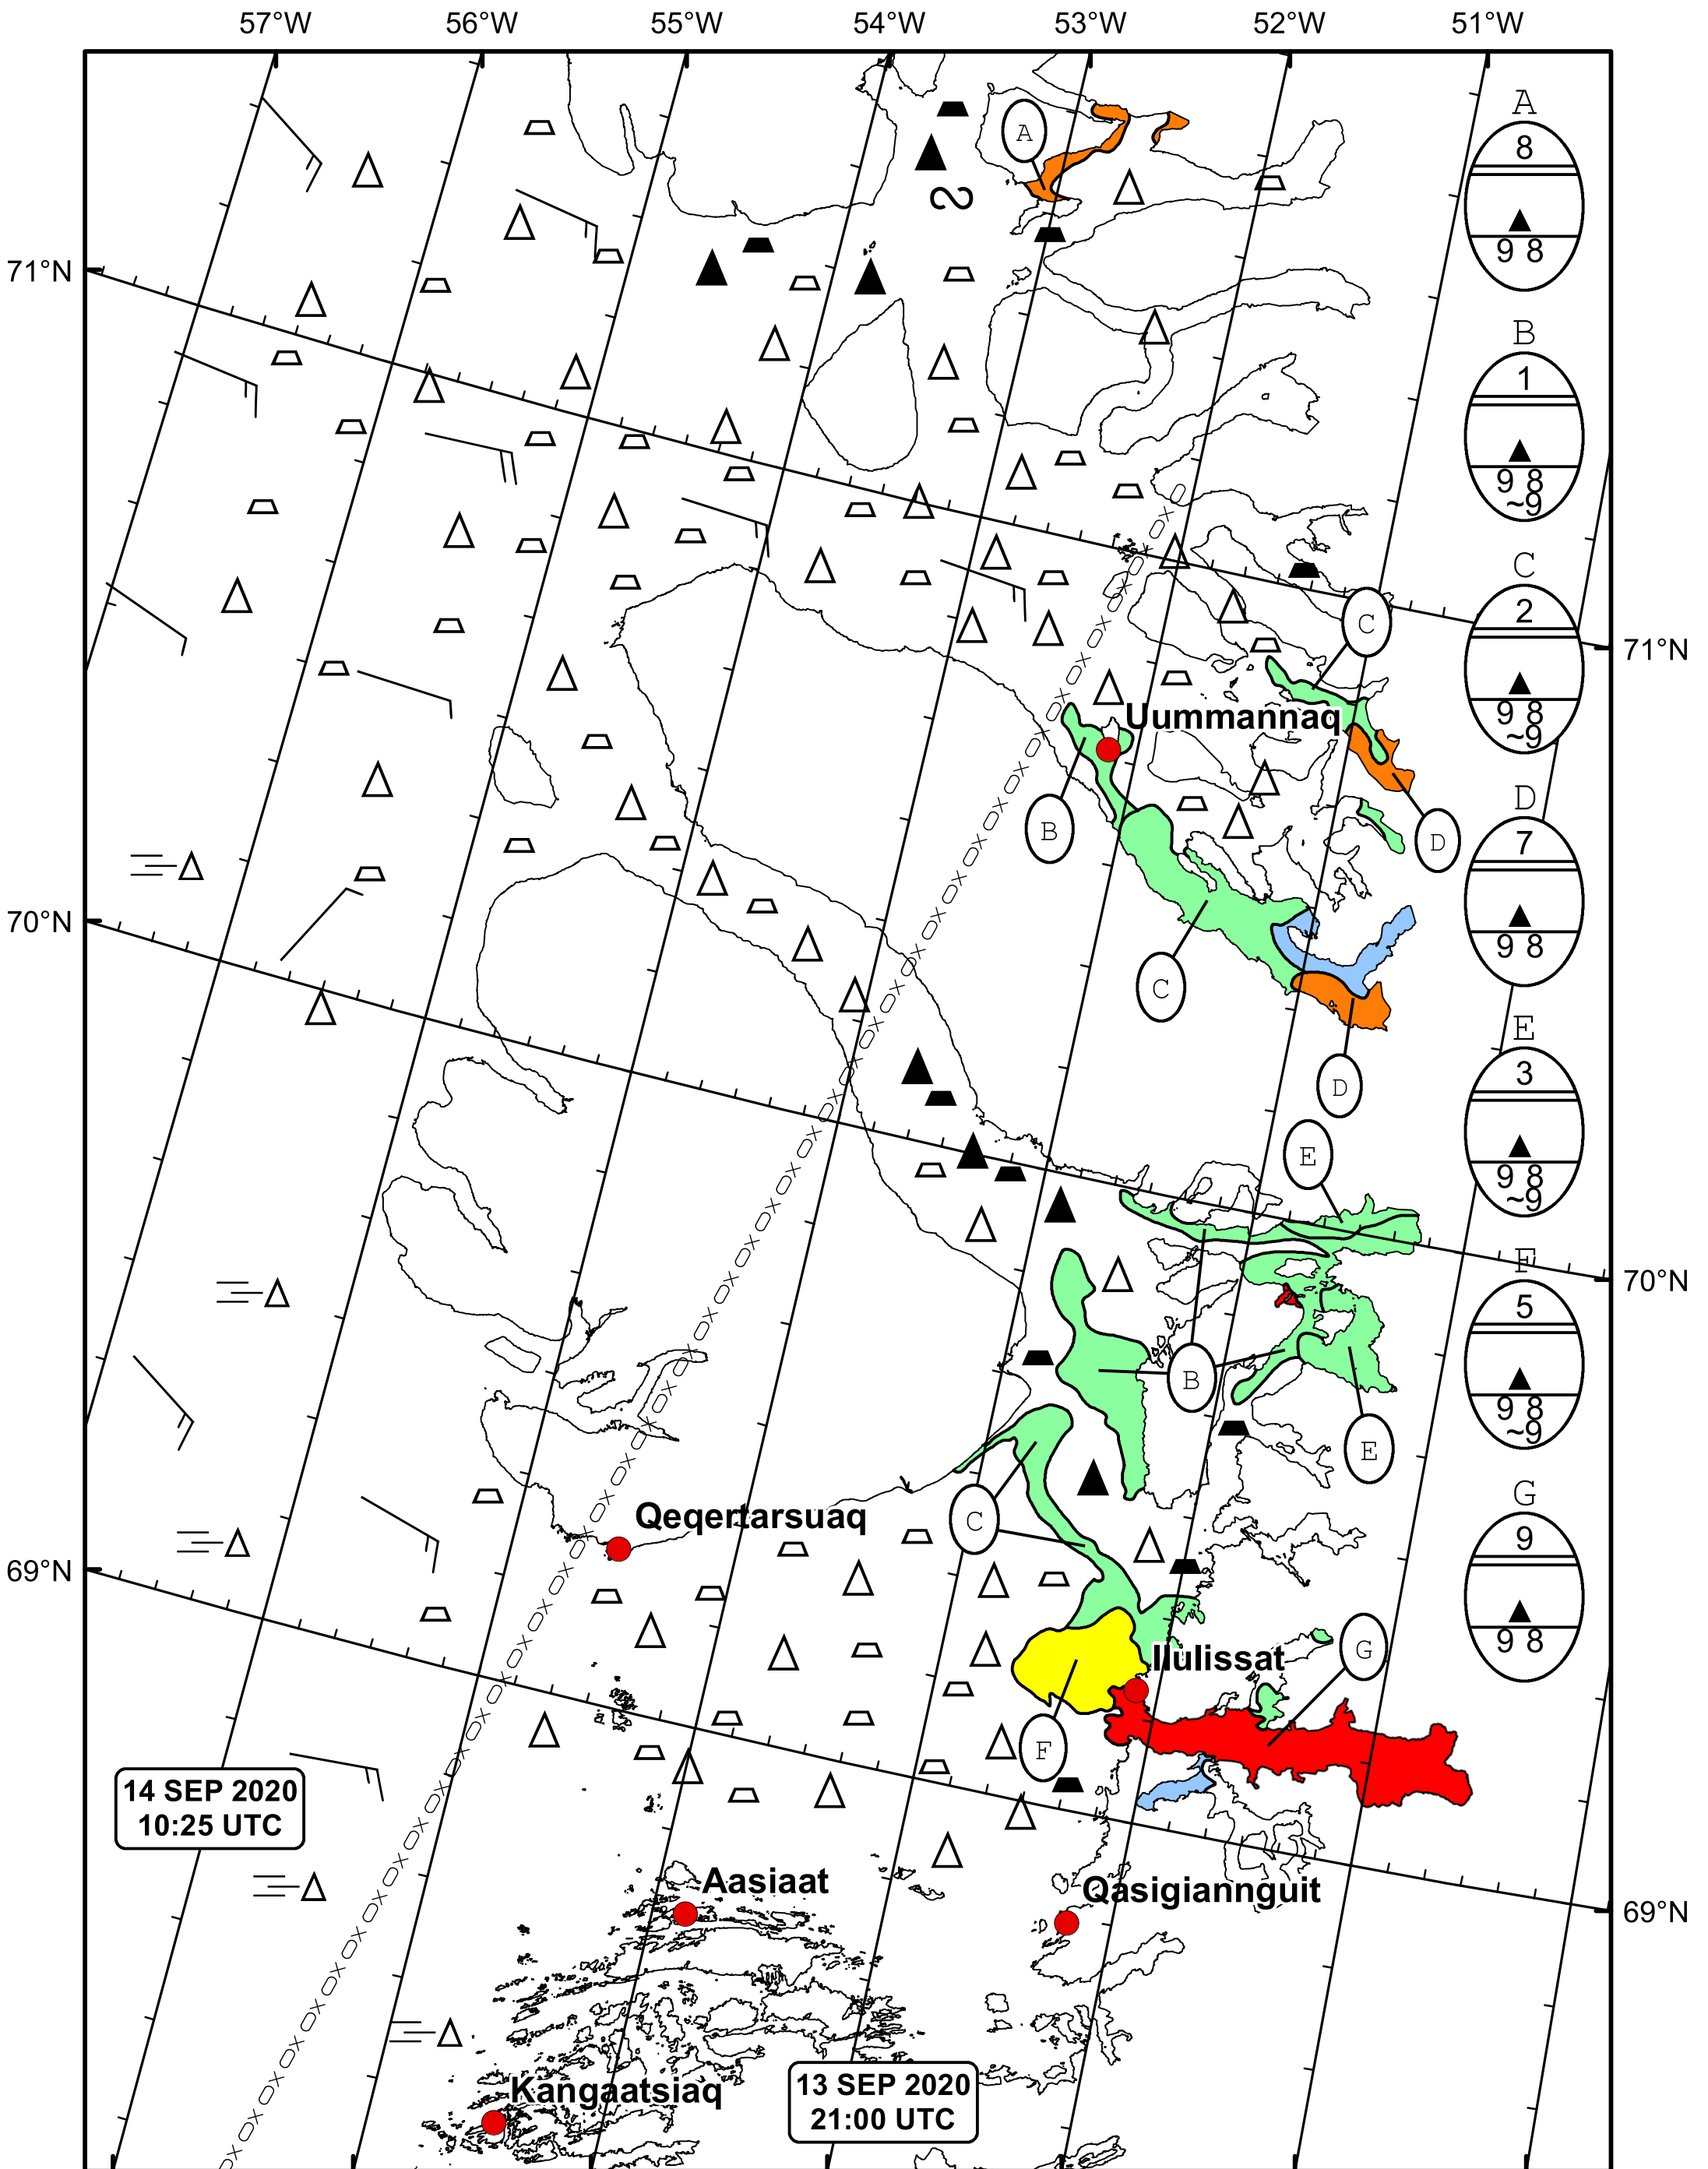 57°W 56°W 55°W 54°W 53°W 52°W 51°W
A
8
A
9 8
71°N
B
1
9 8
~9
C
2
C
9 8
~9
71°N
Uummannaq
B
D
D
7
9 8
70°N
C
E
3
D
E
9 8
~9
F
70°N
5
B
9 8
~9
E
G
C
Qeqertarsuaq
9
69°N
G
Ilulissat
9 8
F
14 SEP 2020
10:25 UTC
Aasiaat
Qasigiannguit
69°N
13 SEP 2020
21:00 UTC
Kangaatsiaq